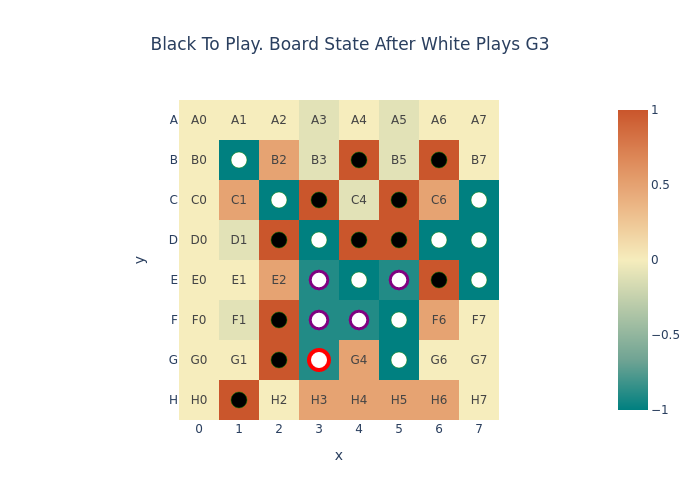 Black To Play. Board State After White Plays G3
A A0 A1 A2 A3 A4 A5 A6 A7
B B0 B2 B3 B5 B7
C C0 C1 C4 C6
D D0 D1
E E0 E1 E2
F F0 F1 F6 F7
G G0 G1 G4 G6 G7
H H0 H2 H3 H4 H5 H6 H7
0 1 2 3 4 5 6 7
x
y
1
0.5
0
−0.5
−1